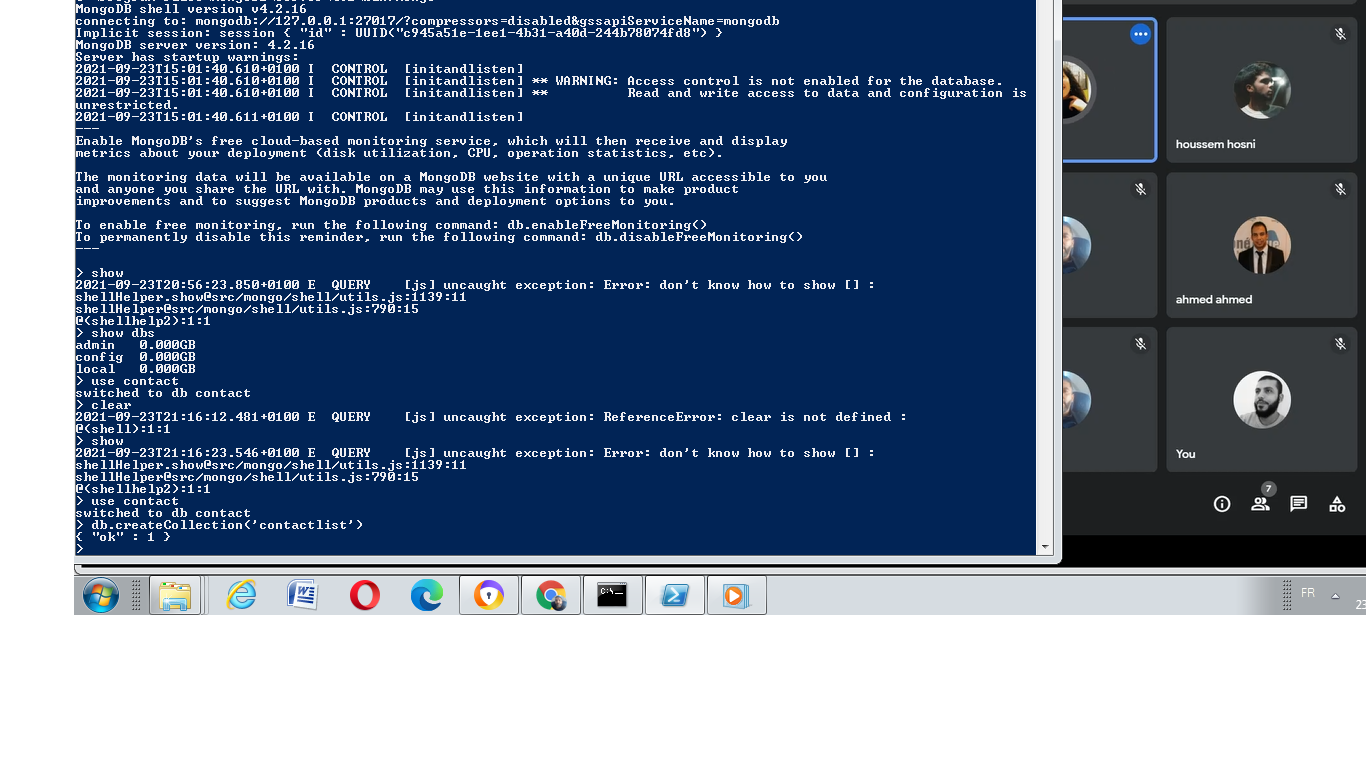 MongoDB shell version v4.2.16
connecting to: mongodb://127.0.0.1:27017/?compressors=disabled&gssapiServiceName=mongodb
Implicit session: session { "id" : UUID("c945a51e-1ee1-4b31-a40d-244b78074fd8") }
MongoDB server version: 4.2.16
Server has startup warnings:
2021-09-23T15:01:40.610+0100 I  CONTROL  [initandlisten]
2021-09-23T15:01:40.610+0100 I  CONTROL  [initandlisten] ** WARNING: Access control is not enabled for the database.
2021-09-23T15:01:40.610+0100 I  CONTROL  [initandlisten] **          Read and write access to data and configuration is
unrestricted.
2021-09-23T15:01:40.611+0100 I  CONTROL  [initandlisten]
---
Enable MongoDB's free cloud-based monitoring service, which will then receive and display
metrics about your deployment (disk utilization, CPU, operation statistics, etc).
The monitoring data will be available on a MongoDB website with a unique URL accessible to you
and anyone you share the URL with. MongoDB may use this information to make product
improvements and to suggest MongoDB products and deployment options to you.
To enable free monitoring, run the following command: db.enableFreeMonitoring()
To permanently disable this reminder, run the following command: db.disableFreeMonitoring()
---
> show
2021-09-23T20:56:23.850+0100 E  QUERY    [js] uncaught exception: Error: don't know how to show [] :
shellHelper.show@src/mongo/shell/utils.js:1139:11
shellHelper@src/mongo/shell/utils.js:790:15
@(shellhelp2):1:1
> show dbs
admin   0.000GB
config  0.000GB
local   0.000GB
> use contact
switched to db contact
> clear
2021-09-23T21:16:12.481+0100 E  QUERY    [js] uncaught exception: ReferenceError: clear is not defined :
@(shell):1:1
> show
2021-09-23T21:16:23.546+0100 E  QUERY    [js] uncaught exception: Error: don't know how to show [] :
shellHelper.show@src/mongo/shell/utils.js:1139:11
shellHelper@src/mongo/shell/utils.js:790:15
@(shellhelp2):1:1
> use contact
switched to db contact
> db.createCollection('contactlist')
{ "ok" : 1 }
>
houssem hosni
ahmed ahmed
You
7
FR
23